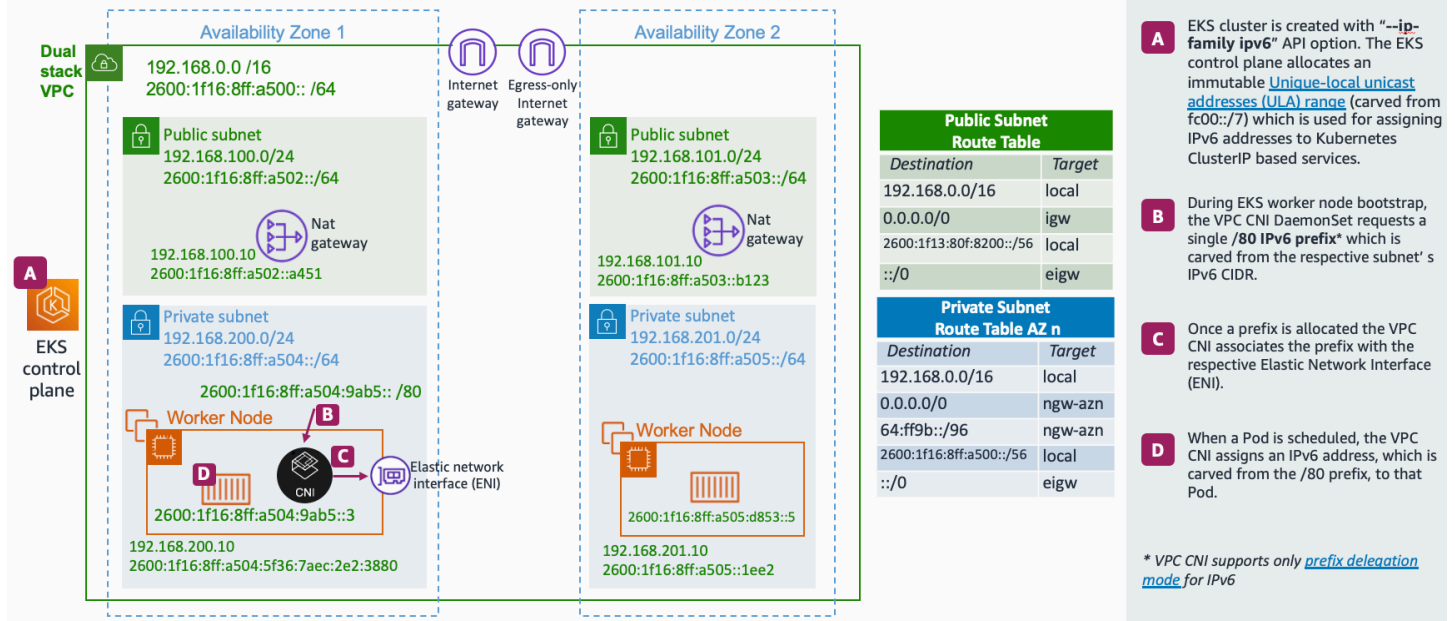 Availability Zone 1
Availability Zone 2
Dual
stack
VPC
192.168.0.0 /16
2600:1f16:8ff:a500:: /64
Internet
gateway
Egress-only
Internet
gateway
Public subnet
192.168.100.0/24
2600:1f16:8ff:a502::/64
Nat
gateway
192.168.100.10
2600:1f16:8ff:a502::a451
Public subnet
192.168.101.0/24
2600:1f16:8ff:a503::/64
Nat
gateway
192.168.101.10
2600:1f16:8ff:a503::b123
A
K
EKS
control
plane
Private subnet
192.168.200.0/24
2600:1f16:8ff:a504::/64
2600:1f16:8ff:a504:9ab5:: /80
Worker Node
B
C
D
CNI
Elastic network
interface (ENI)
2600:1f16:8ff:a504:9ab5::3
192.168.200.10
2600:1f16:8ff:a504:5f36:7aec:2e2:3880
Private subnet
192.168.201.0/24
2600:1f16:8ff:a505::/64
Worker Node
2600:1f16:8ff:a505:d853::5
192.168.201.10
2600:1f16:8ff:a505::1ee2
Public Subnet
Route Table
Destination Target
192.168.0.0/16 local
0.0.0.0/0 igw
2600:1f13:80f:8200::/56 local
::/0 eigw
Private Subnet
Route Table AZ n
Destination Target
192.168.0.0/16 local
0.0.0.0/0 ngw-azn
64:ff9b::/96 ngw-azn
2600:1f16:8ff:a500::/56 local
::/0 eigw
A
EKS cluster is created with “--ip-
family ipv6” API option. The EKS
control plane allocates an
immutable Unique-local unicast
addresses (ULA) range (carved from
fc00::/7) which is used for assigning
IPv6 addresses to Kubernetes
ClusterIP based services.
B
During EKS worker node bootstrap,
the VPC CNI DaemonSet requests a
single /80 IPv6 prefix* which is
carved from the respective subnet’ s
IPv6 CIDR.
C
Once a prefix is allocated the VPC
CNI associates the prefix with the
respective Elastic Network Interface
(ENI).
D
When a Pod is scheduled, the VPC
CNI assigns an IPv6 address, which is
carved from the /80 prefix, to that
Pod.
* VPC CNI supports only prefix delegation
mode for IPv6